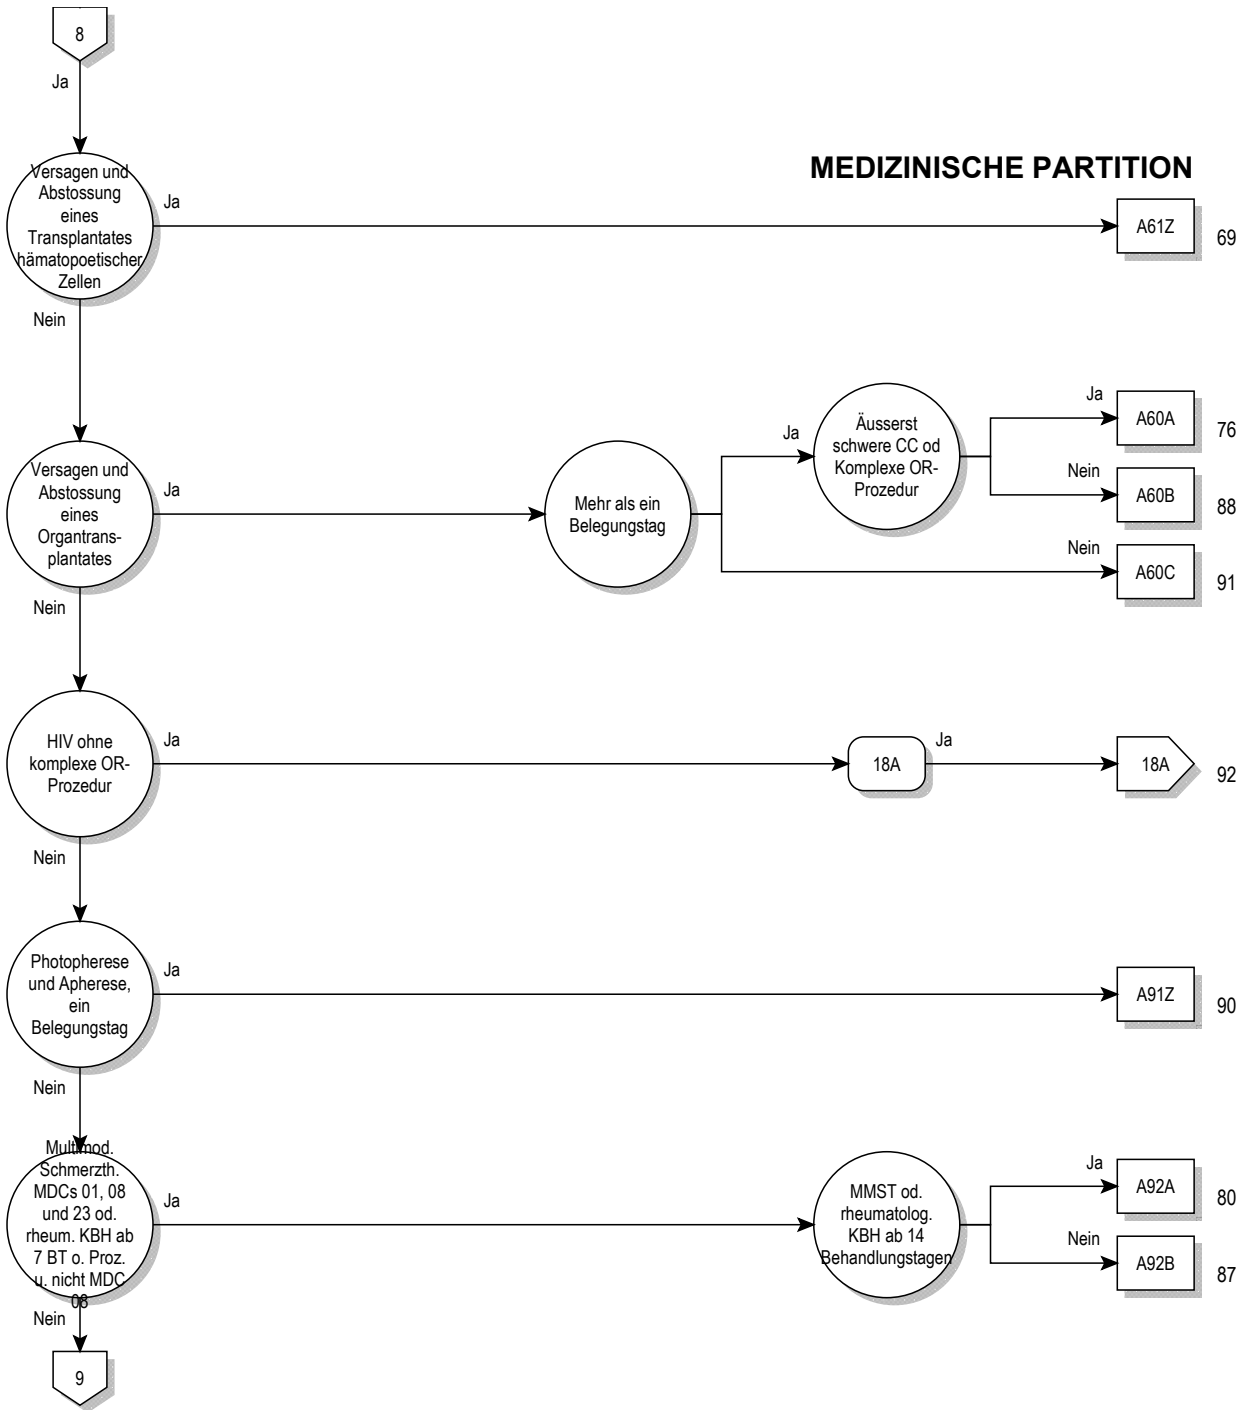 8
Ja
MEDIZINISCHE PARTITION
Versagen und
Abstossung
eines
Transplantates
hämatopoetischer
Zellen
Ja
A61Z
69
Nein
Versagen und
Abstossung
eines
Organtrans-
plantates
Ja
Mehr als ein
Belegungstag
Ja
Äusserst
schwere CC od
Komplexe OR-
Prozedur
Ja
A60A
76
Nein
A60B
88
Nein
A60C
91
Nein
HIV ohne
komplexe OR-
Prozedur
Ja
18A
Ja
18A
92
Nein
Photopherese
und Apherese,
ein
Belegungstag
Ja
A91Z
90
Nein
Multimod.
Schmerzth.
MDCs 01, 08
und 23 od.
rheum. KBH ab
7 BT o. Proz.
u. nicht MDC
08
Ja
MMST od.
rheumatolog.
KBH ab 14
Behandlungstagen
Ja
A92A
80
Nein
A92B
87
Nein
9